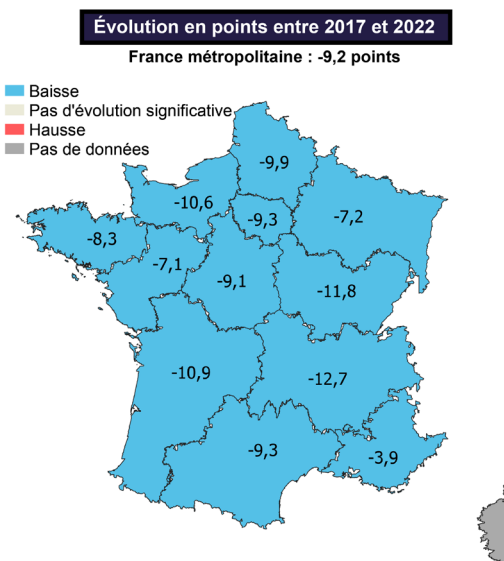 Évolution en points entre 2017 et 2022
France métropolitaine : -9,2 points
Baisse
Pas d'évolution significative
Hausse
Pas de données
-9,9
-10,6
-9,3
-7,2
-8,3
-7,1
-9,1
-11,8
-10,9
-12,7
-9,3
-3,9